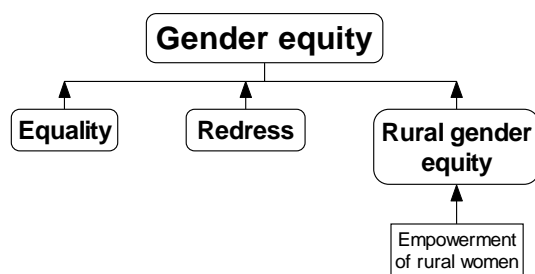 Gender equity
Equality
Redress
Rural gender
equity
Empowerment
of rural women